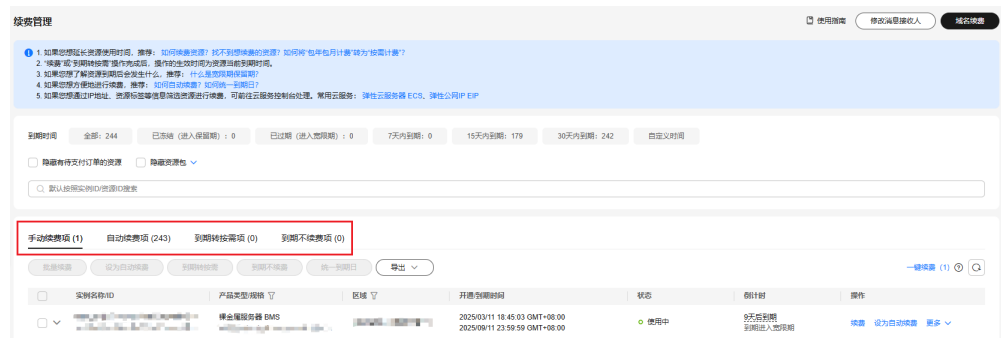 续费管理
使用指南
修改消息接收人
域名续费
1. 如果您想延长资源使用时间，推荐： 如何续费资源? 找不到想续费的资源? 如何将“包年包月计费”转为“按需计费”?
2. “续费”或“到期转按需”操作完成后，操作的生效时间为资源当前到期时间。
3. 如果您想了解资源到期后会发生什么，推荐： 什么是宽限期保留期?
4. 如果您想方便地进行续费，推荐： 如何自动续费? 如何统一到期日?
5. 如果您想通过IP地址、资源标签等信息筛选资源进行续费，可前往云服务控制台处理。常用云服务： 弹性云服务器 ECS、弹性公网IP EIP
到期时间 全部：244 已冻结 (进入保留期)：0 已过期 (进入宽限期)：0 7天内到期：0 15天内到期：179 30天内到期：242 自定义时间
隐藏有待支付订单的资源 隐藏资源包
默认按照实例ID/资源ID搜索
手动续费项 (1) 自动续费项 (243) 到期转按需项 (0) 到期不续费项 (0)
批量续费 设为自动续费 到期转按需 到期不续费 统一到期日 导出 一键续费 (1)
实例名称/ID 产品类型/规格 区域 开通/到期时间 状态 倒计时 操作
裸金属服务器 BMS 2025/03/11 18:45:03 GMT+08:00 使用中 9天后到期 续费 设为自动续费 更多
2025/09/11 23:59:59 GMT+08:00 到期进入宽限期